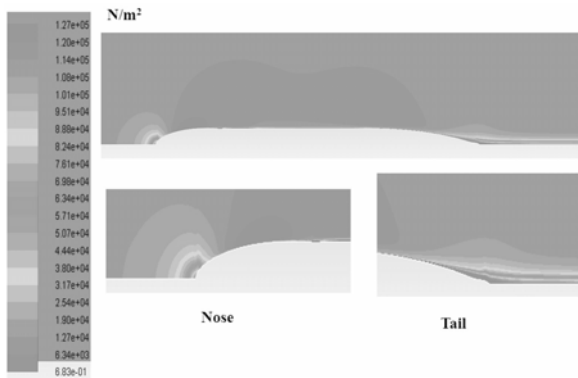 N/m²
1.27e+05
1.20e+05
1.14e+05
1.08e+05
1.01e+05
9.51e+04
8.88e+04
8.24e+04
7.61e+04
6.98e+04
6.34e+04
5.71e+04
5.07e+04
4.44e+04
3.80e+04
3.17e+04
2.54e+04
1.90e+04
1.27e+04
6.34e+03
6.83e-01
Nose
Tail